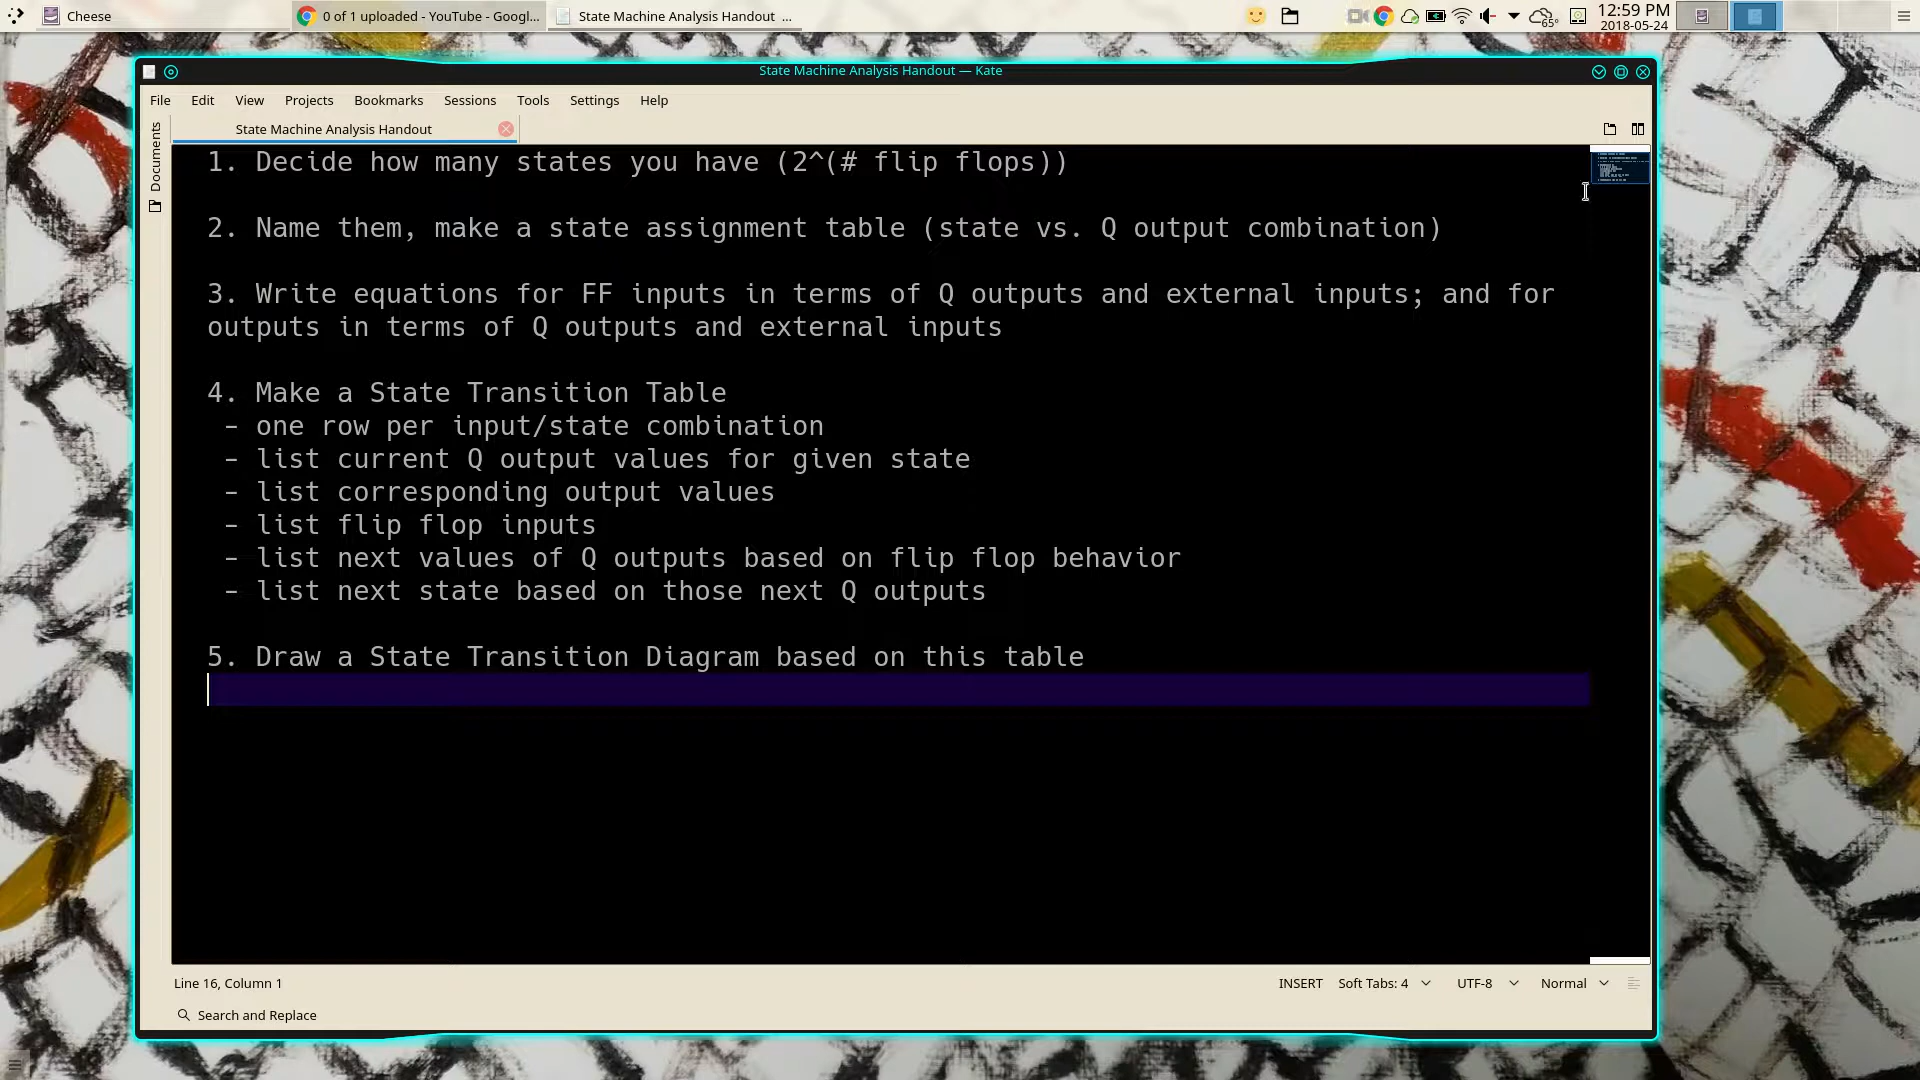 Cheese
0 of 1 uploaded - YouTube - Googl...
State Machine Analysis Handout ...
65°
12:59 PM
2018-05-24
State Machine Analysis Handout — Kate
File Edit View Projects Bookmarks Sessions Tools Settings Help
Documents
State Machine Analysis Handout
1. Decide how many states you have (2^(# flip flops))
2. Name them, make a state assignment table (state vs. Q output combination)
3. Write equations for FF inputs in terms of Q outputs and external inputs; and for
outputs in terms of Q outputs and external inputs
4. Make a State Transition Table
- one row per input/state combination
- list current Q output values for given state
- list corresponding output values
- list flip flop inputs
- list next values of Q outputs based on flip flop behavior
- list next state based on those next Q outputs
5. Draw a State Transition Diagram based on this table
Line 16, Column 1
INSERT Soft Tabs: 4 UTF-8 Normal
Search and Replace